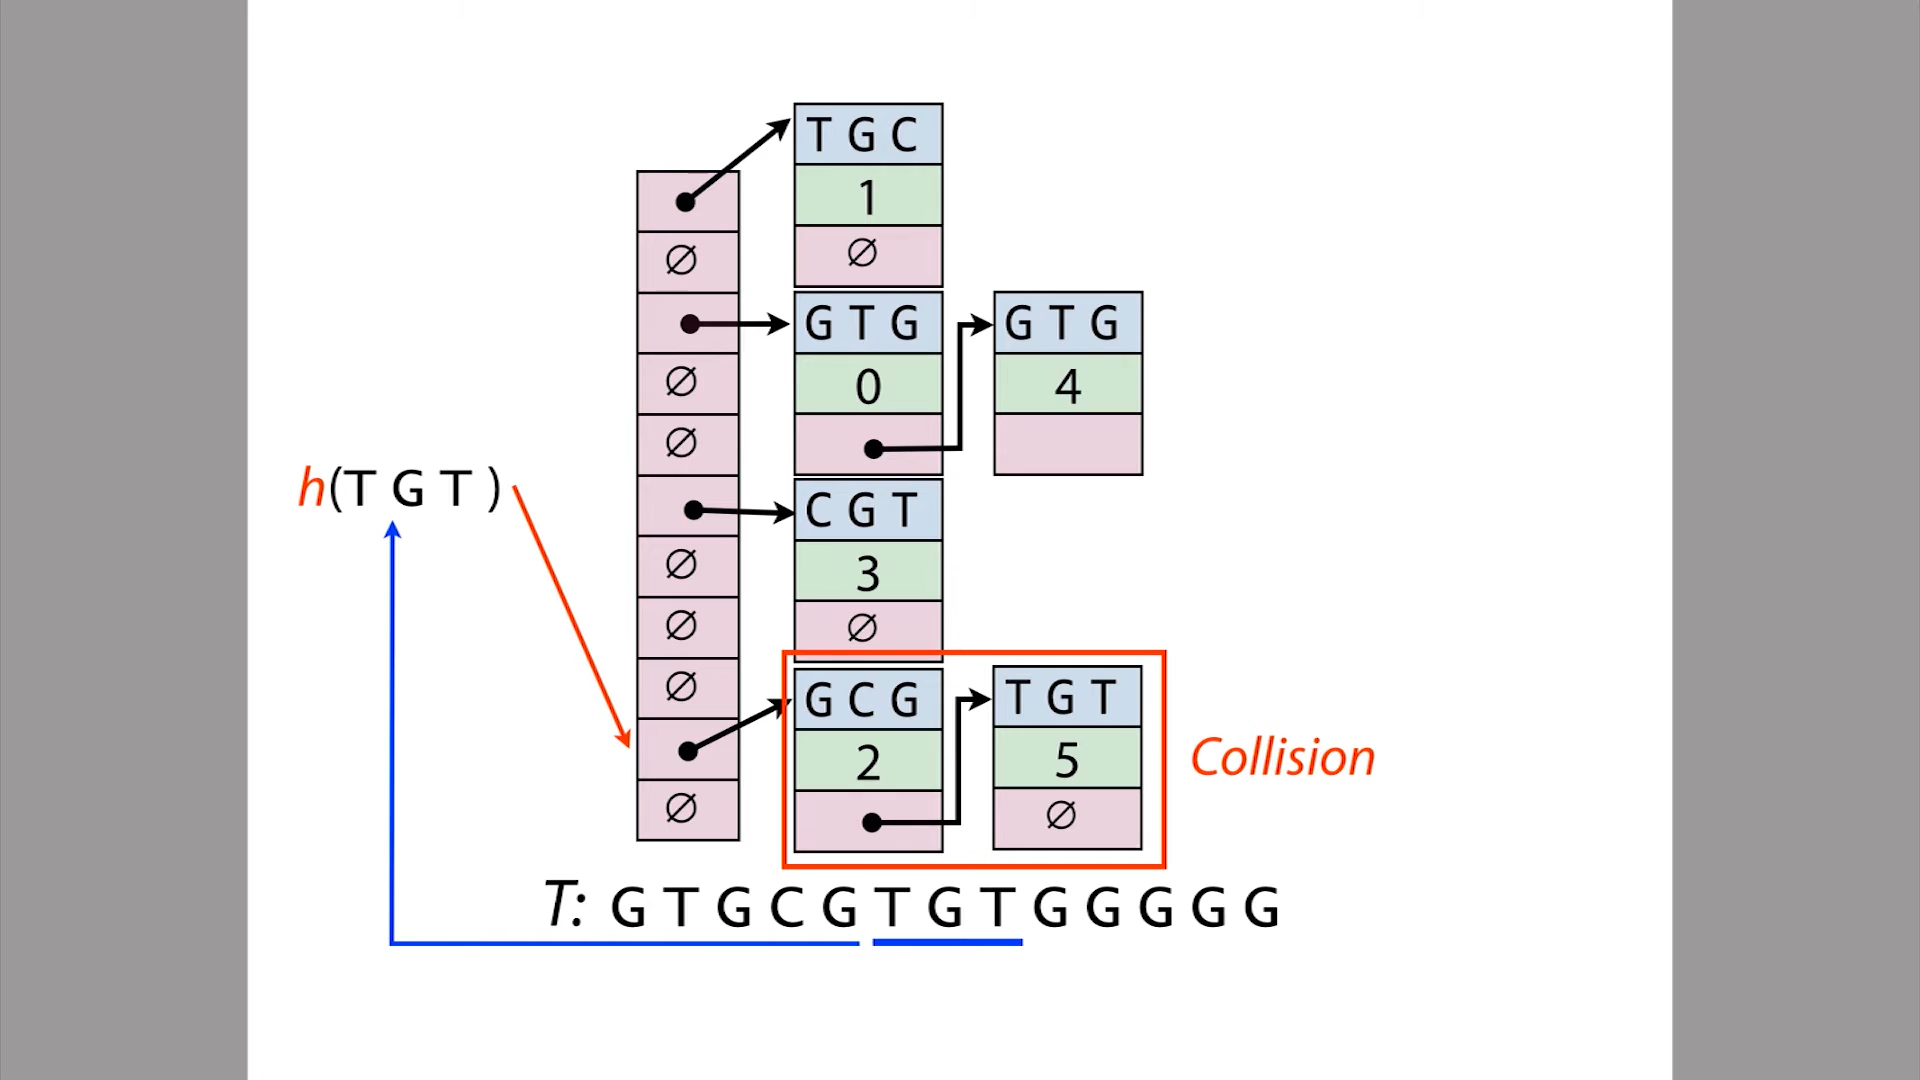 T G C
1
∅
∅
G T G
G T G
0
4
∅
∅
h(T G T )
C G T
3
∅
∅
∅
∅
G C G
T G T
2
5
Collision
∅
∅
T: G T G C G T G T G G G G G